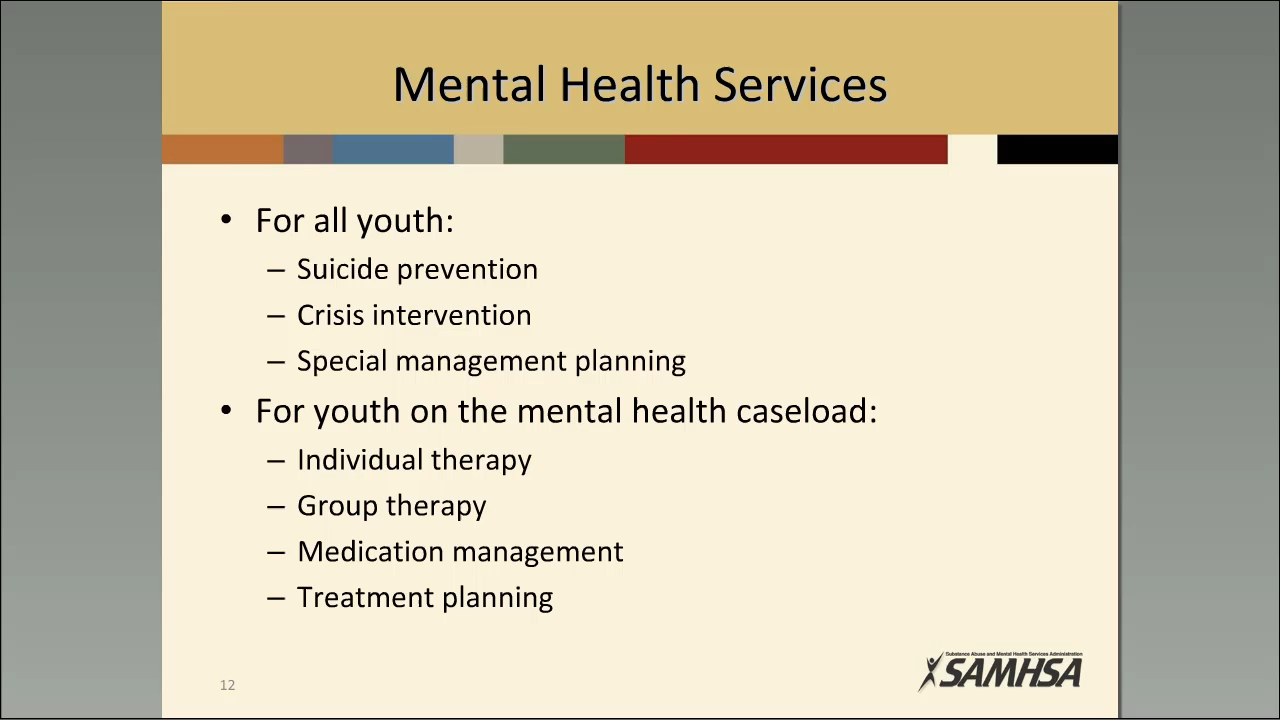 Mental Health Services
• For all youth:
– Suicide prevention
– Crisis intervention
– Special management planning
• For youth on the mental health caseload:
– Individual therapy
– Group therapy
– Medication management
– Treatment planning
Substance Abuse and Mental Health Services Administration
SAMHSA
12